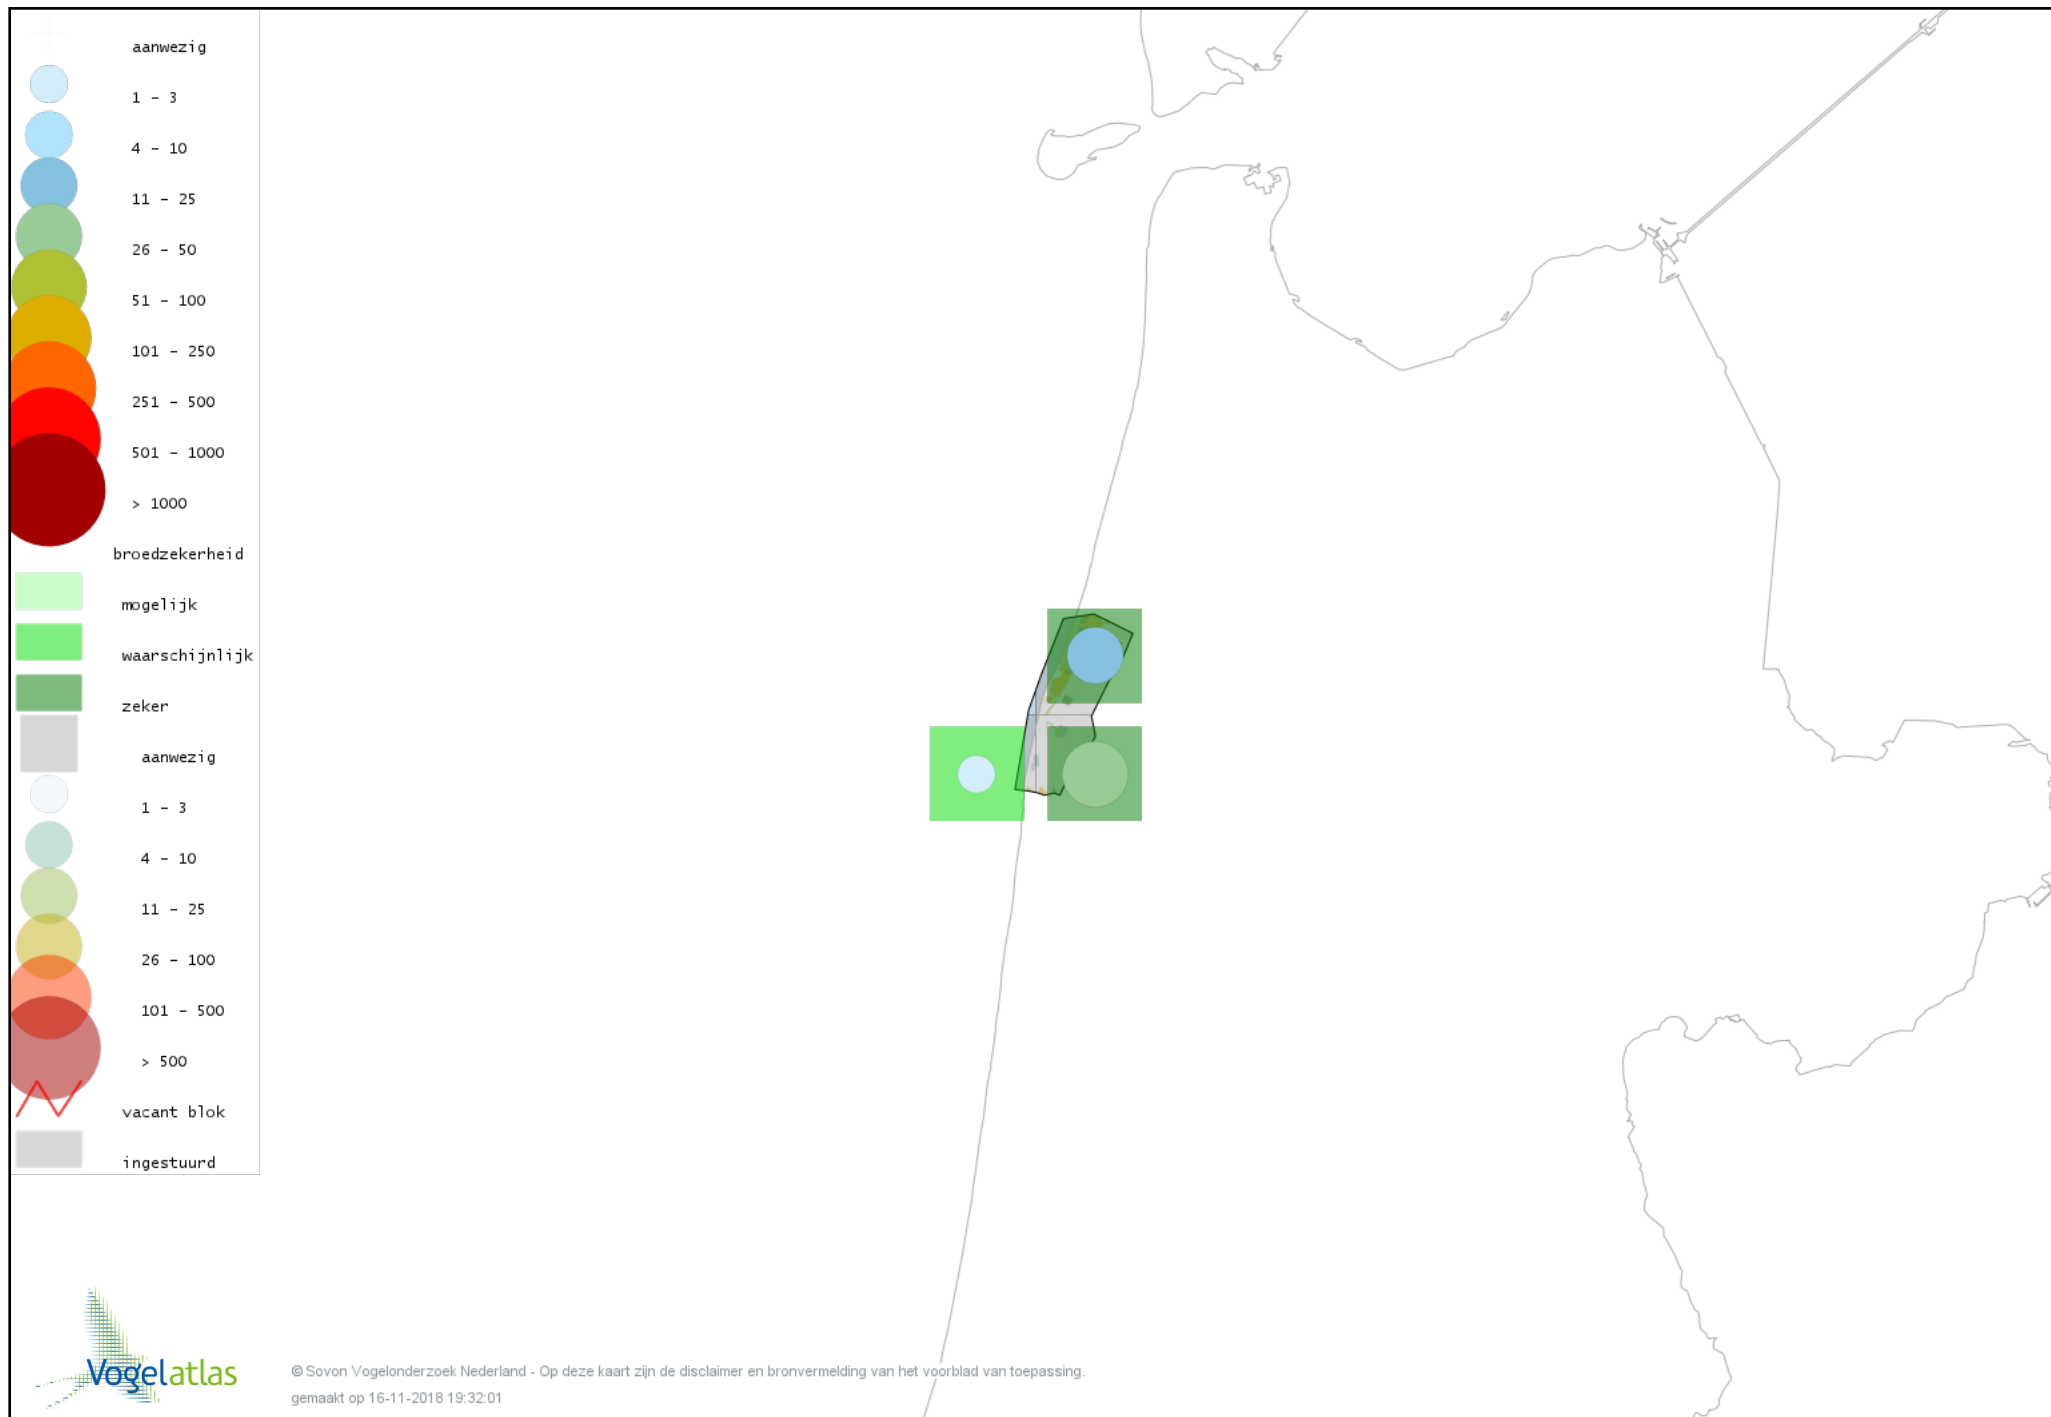 aanwezig
1 - 3
4 - 10
11 - 25
26 - 50
51 - 100
101 - 250
251 - 500
501 - 1000
> 1000
broedzekerheid
mogelijk
waarschijnlijk
zeker
aanwezig
1 - 3
4 - 10
11 - 25
26 - 100
101 - 500
> 500
vacant blok
ingestuurd
Vogelatlas
© Sovon Vogelonderzoek Nederland - Op deze kaart zijn de disclaimer en bronvermelding van het voorblad van toepassing.
gemaakt op 16-11-2018 19:32:01